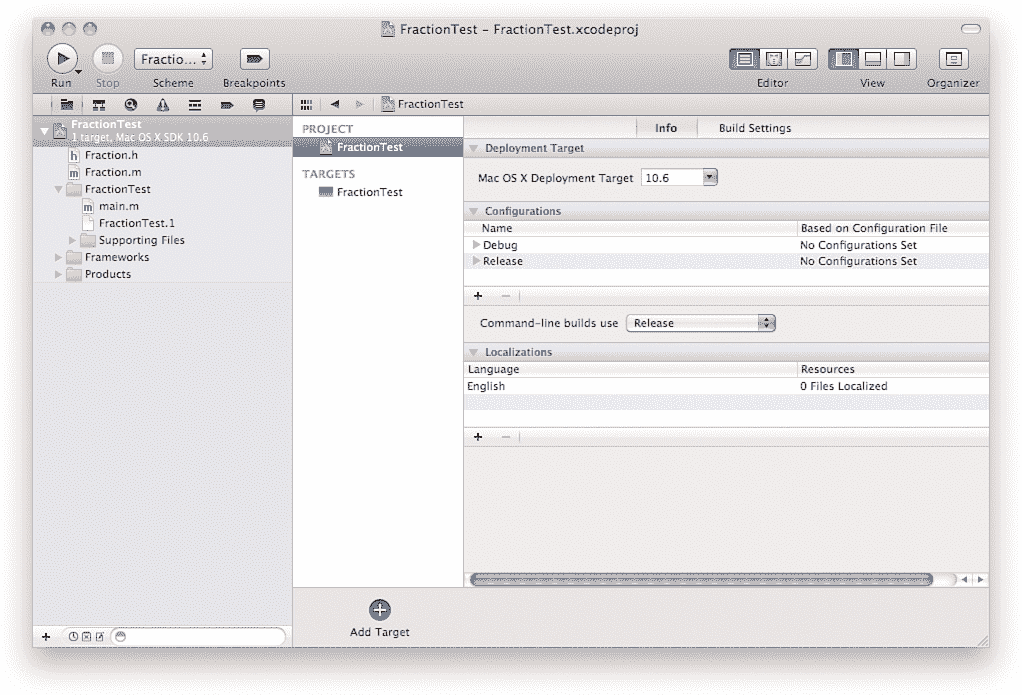 FractionTest – FractionTest.xcodeproj
Fractio...
Run Stop Scheme Breakpoints Editor View Organizer
FractionTest
FractionTest
1 target, Mac OS X SDK 10.6
Fraction.h
Fraction.m
FractionTest
main.m
FractionTest.1
Supporting Files
Frameworks
Products
PROJECT
FractionTest
TARGETS
FractionTest
Info Build Settings
Deployment Target
Mac OS X Deployment Target 10.6
Configurations
Name Based on Configuration File
Debug No Configurations Set
Release No Configurations Set
Command-line builds use Release
Localizations
Language Resources
English 0 Files Localized
Add Target